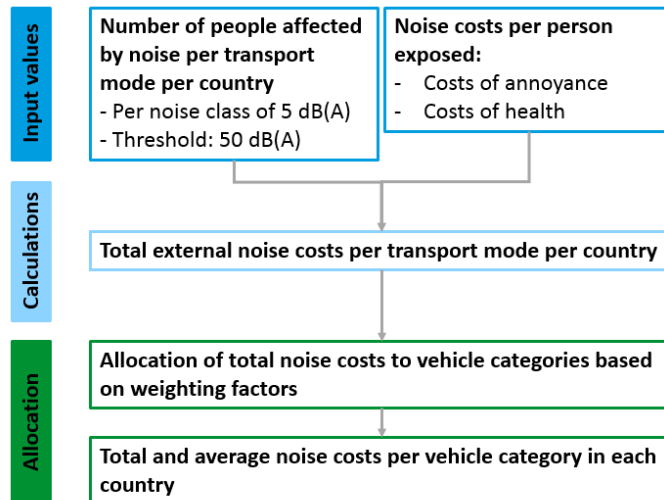 Input values
Number of people affected
by noise per transport
mode per country
- Per noise class of 5 dB(A)
- Threshold: 50 dB(A)
Noise costs per person
exposed:
- Costs of annoyance
- Costs of health
Calculations
Total external noise costs per transport mode per country
Allocation
Allocation of total noise costs to vehicle categories based
on weighting factors
Total and average noise costs per vehicle category in each
country